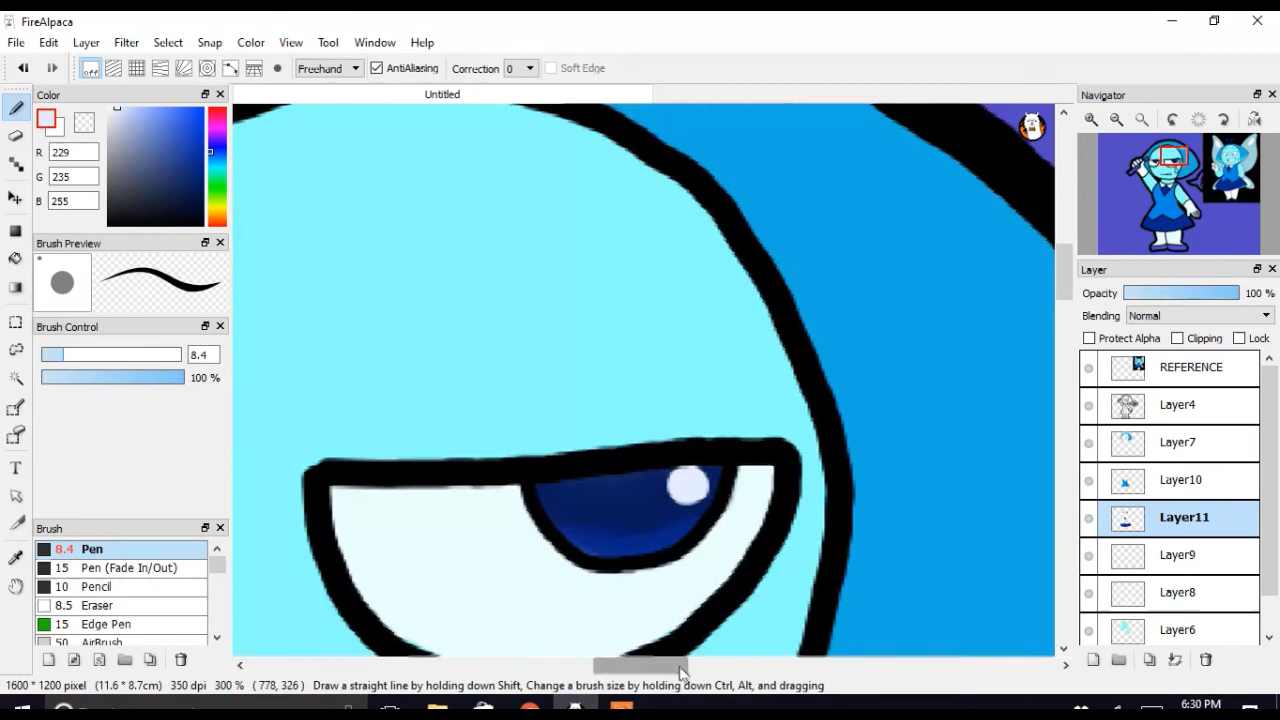 FireAlpaca
File Edit Layer Filter Select Snap Color View Tool Window Help
off Freehand AntiAliasing Correction 0 Soft Edge
Color
Untitled
Navigator
R 229
G 235
B 255
Brush Preview
*
Layer
Opacity 100 %
Blending Normal
Protect Alpha Clipping Lock
Brush Control
8.4
100 %
REFERENCE
Layer4
Layer7
Layer10
Layer11
Layer9
Layer8
Layer6
T
Brush
8.4 Pen
15 Pen (Fade In/Out)
10 Pencil
8.5 Eraser
15 Edge Pen
50 AirBrush
1600 * 1200 pixel (11.6 * 8.7cm) 350 dpi 300 % ( 778, 326 ) Draw a straight line by holding down Shift, Change a brush size by holding down Ctrl, Alt, and dragging
6:30 PM